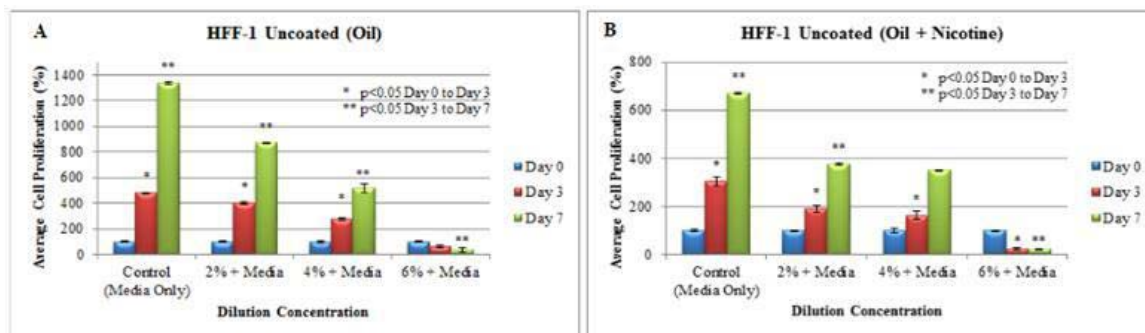 A
HFF-1 Uncoated (Oil)
Average Cell Proliferation (%)
1400
1200
1000
800
600
400
200
0
* p<0.05 Day 0 to Day 3
** p<0.05 Day 3 to Day 7
*
**
*
**
*
**
**
Day 0
Day 3
Day 7
Control
(Media Only)
2% + Media
4% + Media
6% + Media
Dilution Concentration
B
HFF-1 Uncoated (Oil + Nicotine)
Average Cell Proliferation (%)
800
600
400
200
0
* p<0.05 Day 0 to Day 3
** p<0.05 Day 3 to Day 7
*
**
*
**
*
*
**
Day 0
Day 3
Day 7
Control
(Media Only)
2% + Media
4% + Media
6% + Media
Dilution Concentration